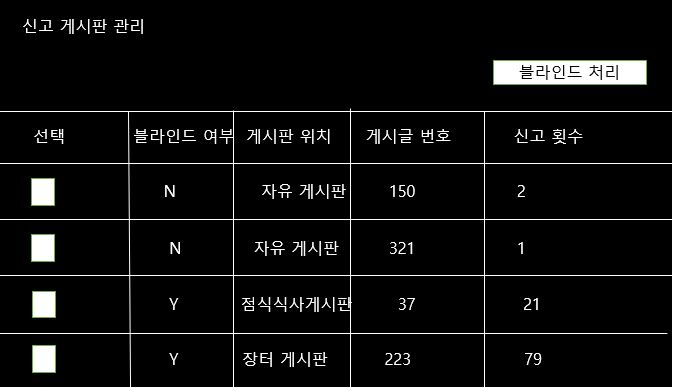 신고 게시판 관리
블라인드 처리
선택 블라인드 여부 게시판 위치 게시글 번호 신고 횟수
N 자유 게시판 150 2
N 자유 게시판 321 1
Y 점식식사게시판 37 21
Y 장터 게시판 223 79